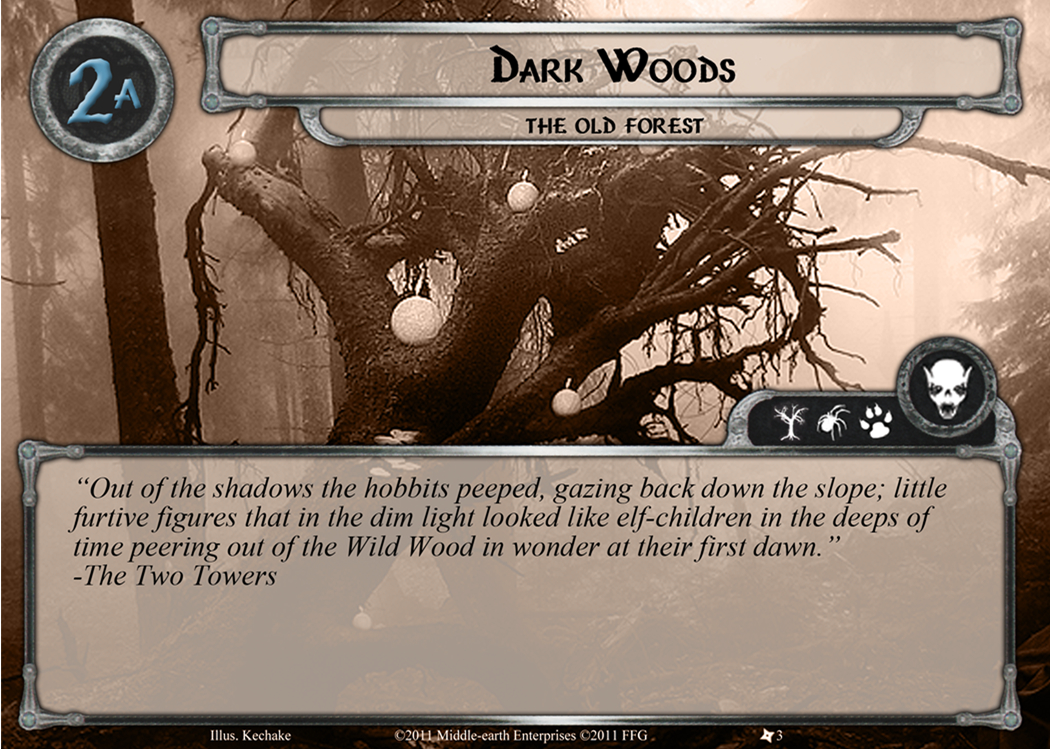 2A
DARK WOODS
THE OLD FOREST
“Out of the shadows the hobbits peeped, gazing back down the slope; little
furtive figures that in the dim light looked like elf-children in the deeps of
time peering out of the Wild Wood in wonder at their first dawn.”
-The Two Towers
Illus. Kechake ©2011 Middle-earth Enterprises ©2011 FFG 3